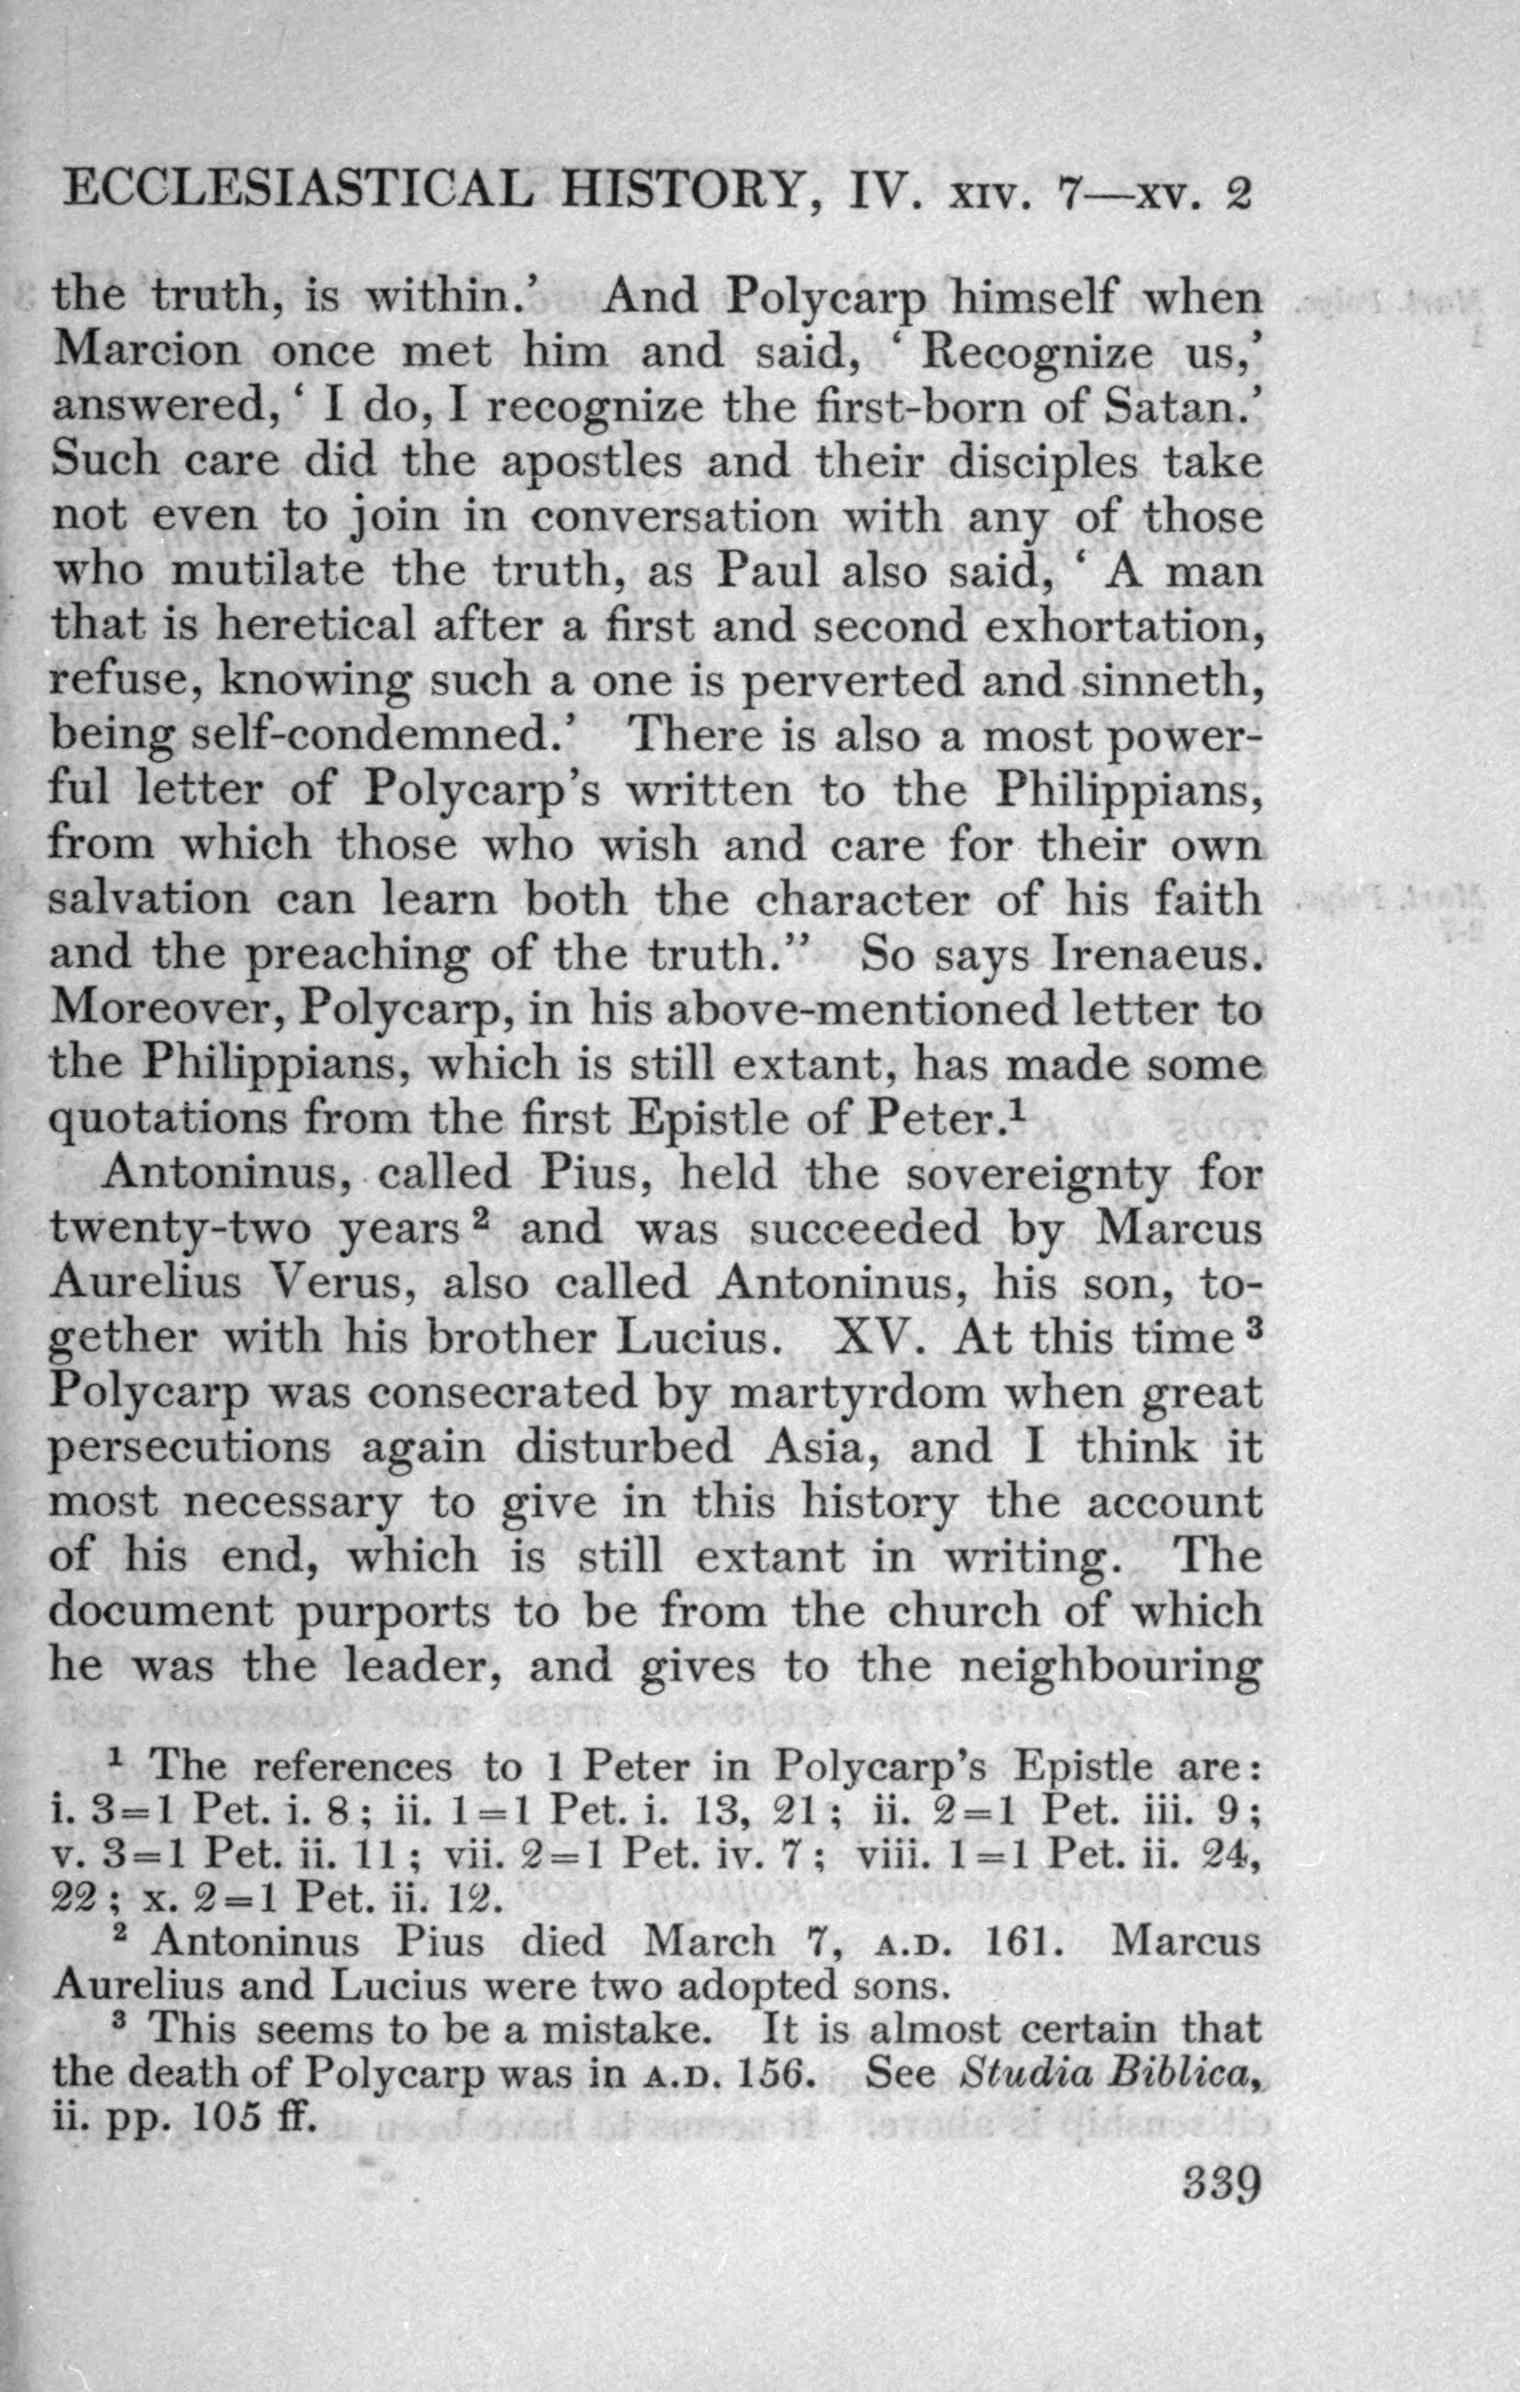 ECCLESIASTICAL HISTORY, IV. XIV. 7—XV. 2
the truth, is within.’ And Polycarp himself when
Marcion once met him and said, ‘ Recognize us,’
answered, ‘ I do, I recognize the first-born of Satan.’
Such care did the apostles and their disciples take
not even to join in conversation with any of those
who mutilate the truth, as Paul also said, ‘ A man
that is heretical after a first and second exhortation,
refuse, knowing such a one is perverted and sinneth,
being self-condemned.’ There is also a most power-
ful letter of Polycarp’s written to the Philippians,
from which those who wish and care for their own
salvation can learn both the character of his faith
and the preaching of the truth.” So says Irenaeus.
Moreover, Polycarp, in his above-mentioned letter to
the Philippians, which is still extant, has made some
quotations from the first Epistle of Peter.¹
Antoninus, called Pius, held the sovereignty for
twenty-two years ² and was succeeded by Marcus
Aurelius Verus, also called Antoninus, his son, to-
gether with his brother Lucius. XV. At this time ³
Polycarp was consecrated by martyrdom when great
persecutions again disturbed Asia, and I think it
most necessary to give in this history the account
of his end, which is still extant in writing. The
document purports to be from the church of which
he was the leader, and gives to the neighbouring
¹ The references to 1 Peter in Polycarp’s Epistle are:
i. 3=1 Pet. i. 8; ii. 1=1 Pet. i. 13, 21; ii. 2=1 Pet. iii. 9;
v. 3=1 Pet. ii. 11; vii. 2=1 Pet. iv. 7; viii. 1=1 Pet. ii. 24,
22; x. 2=1 Pet. ii. 12.
² Antoninus Pius died March 7, A.D. 161. Marcus
Aurelius and Lucius were two adopted sons.
³ This seems to be a mistake. It is almost certain that
the death of Polycarp was in A.D. 156. See Studia Biblica,
ii. pp. 105 ff.
339